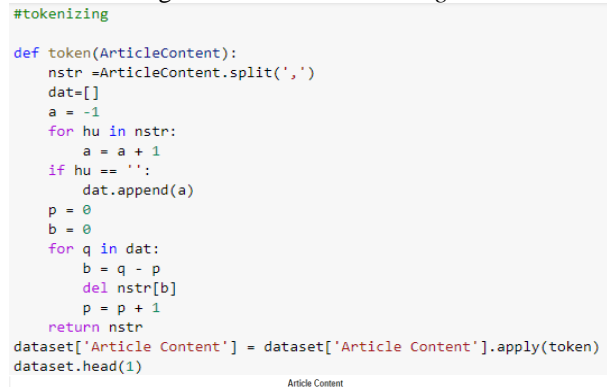 #tokenizing
def token(ArticleContent):
    nstr =ArticleContent.split(',')
    dat=[]
    a = -1
    for hu in nstr:
        a = a + 1
    if hu == '':
        dat.append(a)
    p = 0
    b = 0
    for q in dat:
        b = q - p
        del nstr[b]
        p = p + 1
    return nstr
dataset['Article Content'] = dataset['Article Content'].apply(token)
dataset.head(1)
Article Content